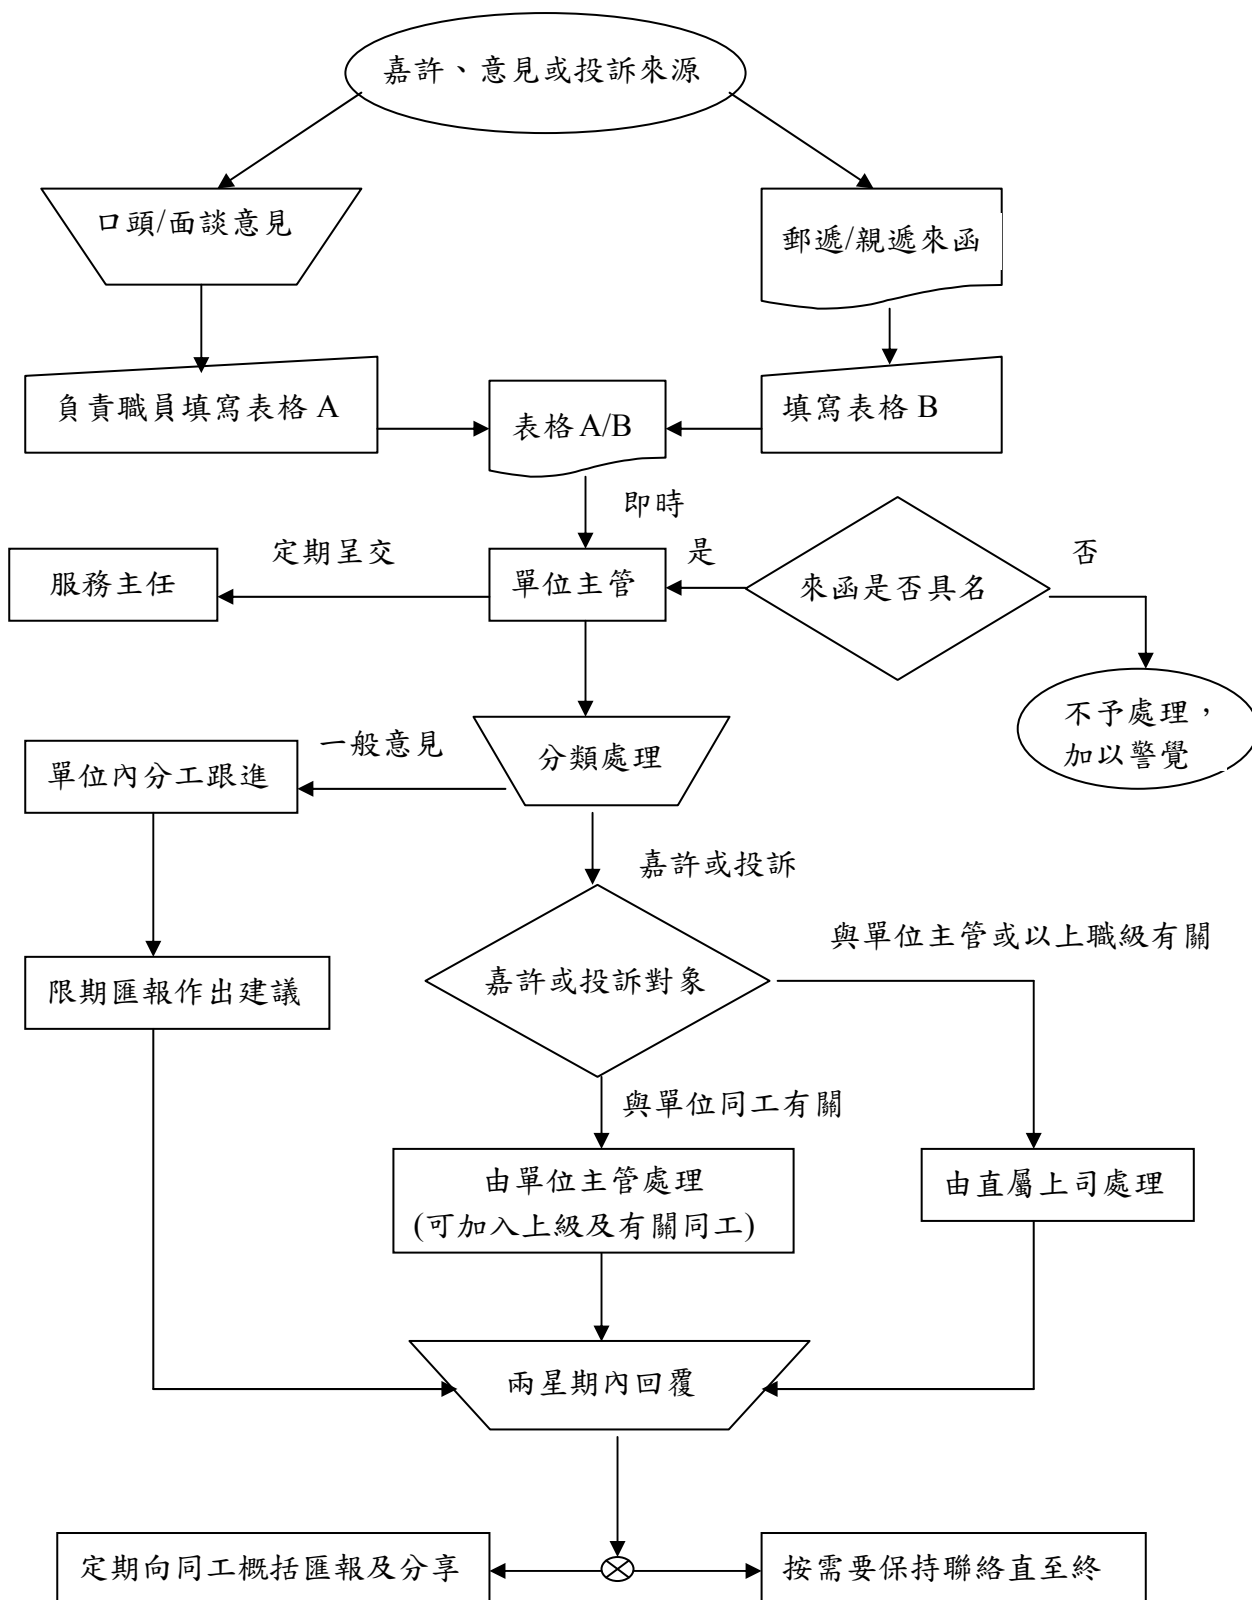 嘉許、意見或投訴來源
口頭/面談意見
郵遞/親遞來函
負責職員填寫表格 A
表格 A/B
填寫表格 B
即時
定期呈交
是
否
服務主任
單位主管
來函是否具名
不予處理，
加以警覺
一般意見
分類處理
單位內分工跟進
嘉許或投訴
與單位主管或以上職級有關
限期匯報作出建議
嘉許或投訴對象
與單位同工有關
由單位主管處理
(可加入上級及有關同工)
由直屬上司處理
兩星期內回覆
定期向同工概括匯報及分享
按需要保持聯絡直至終